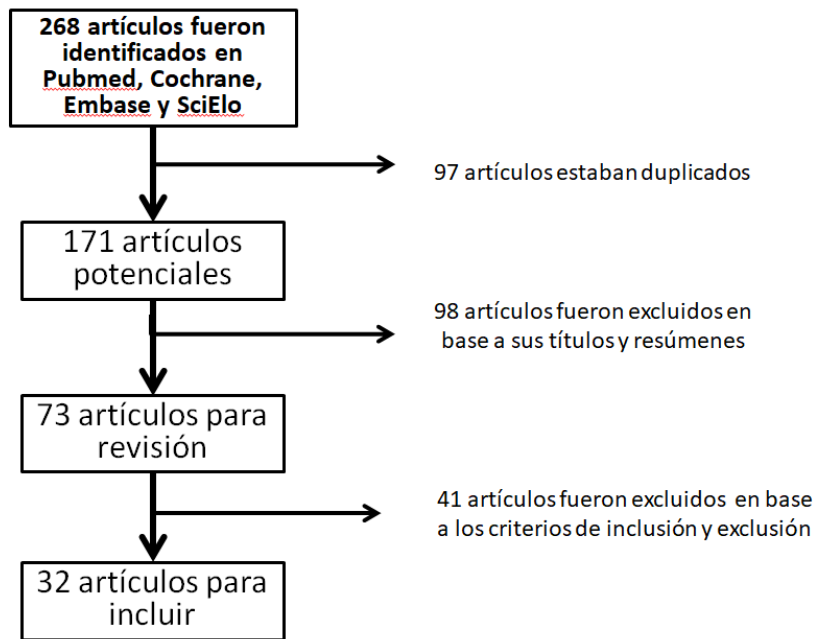 268 artículos fueron
identificados en
Pubmed, Cochrane,
Embase y SciElo
97 artículos estaban duplicados
171 artículos
potenciales
98 artículos fueron excluidos en
base a sus títulos y resúmenes
73 artículos para
revisión
41 artículos fueron excluidos en base
a los criterios de inclusión y exclusión
32 artículos para
incluir